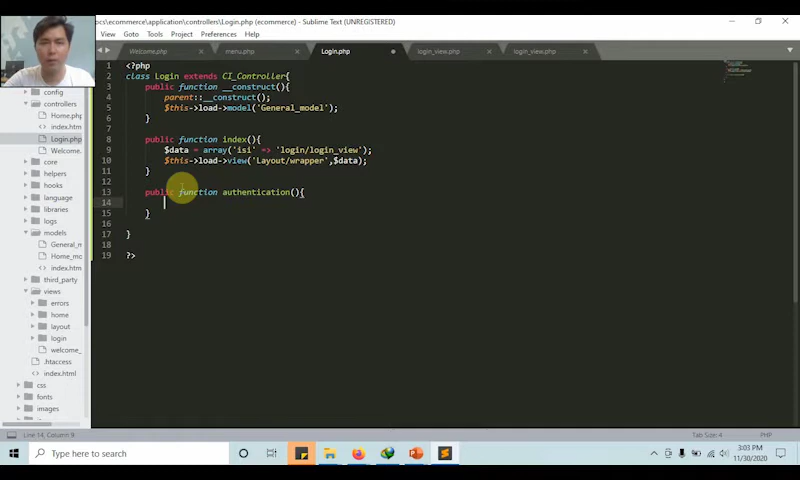 ocs\ecommerce\application\controllers\Login.php (ecommerce) - Sublime Text (UNREGISTERED)
View Goto Tools Project Preferences Help
Welcome.php menu.php Login.php login_view.php login_view.php
config
controllers
Home.php
index.htm
Login.php
Welcome.
core
helpers
hooks
language
libraries
logs
models
General_m
Home_mo
index.htm
third_party
views
errors
home
layout
login
welcome_
.htaccess
index.html
css
fonts
images
1 <?php
2 class Login extends CI_Controller{
3 public function __construct(){
4 parent::__construct();
5 $this->load->model('General_model');
6 }
7
8 public function index(){
9 $data = array('isi' => 'login/login_view');
10 $this->load->view('Layout/wrapper',$data);
11 }
12
13 public function authentication(){
14
15 }
16
17 }
18
19 ?>
Line 14, Column 9 Tab Size: 4 PHP
Type here to search
3:03 PM
11/30/2020